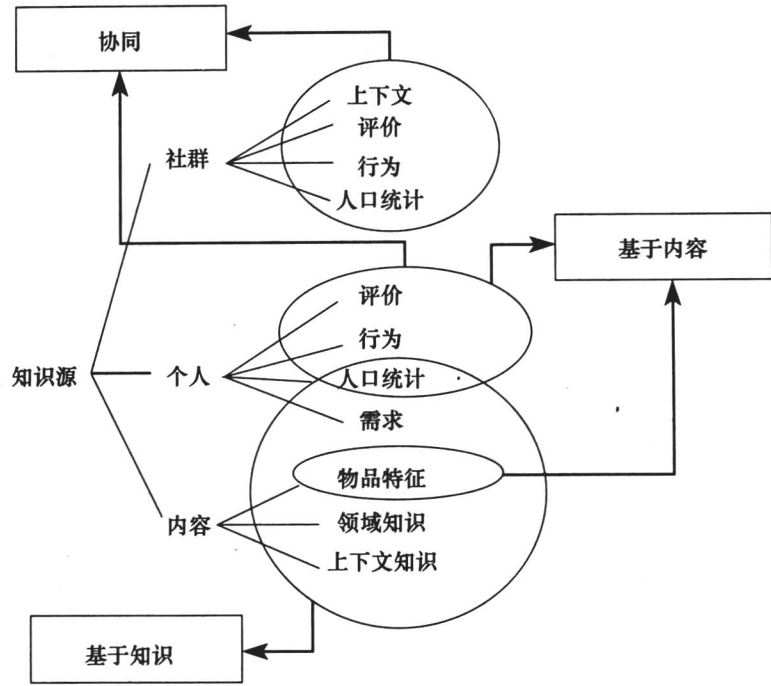 协同
上下文
评价
社群
行为
人口统计
基于内容
评价
行为
知识源
个人
人口统计
需求
物品特征
内容
领域知识
上下文知识
基于知识